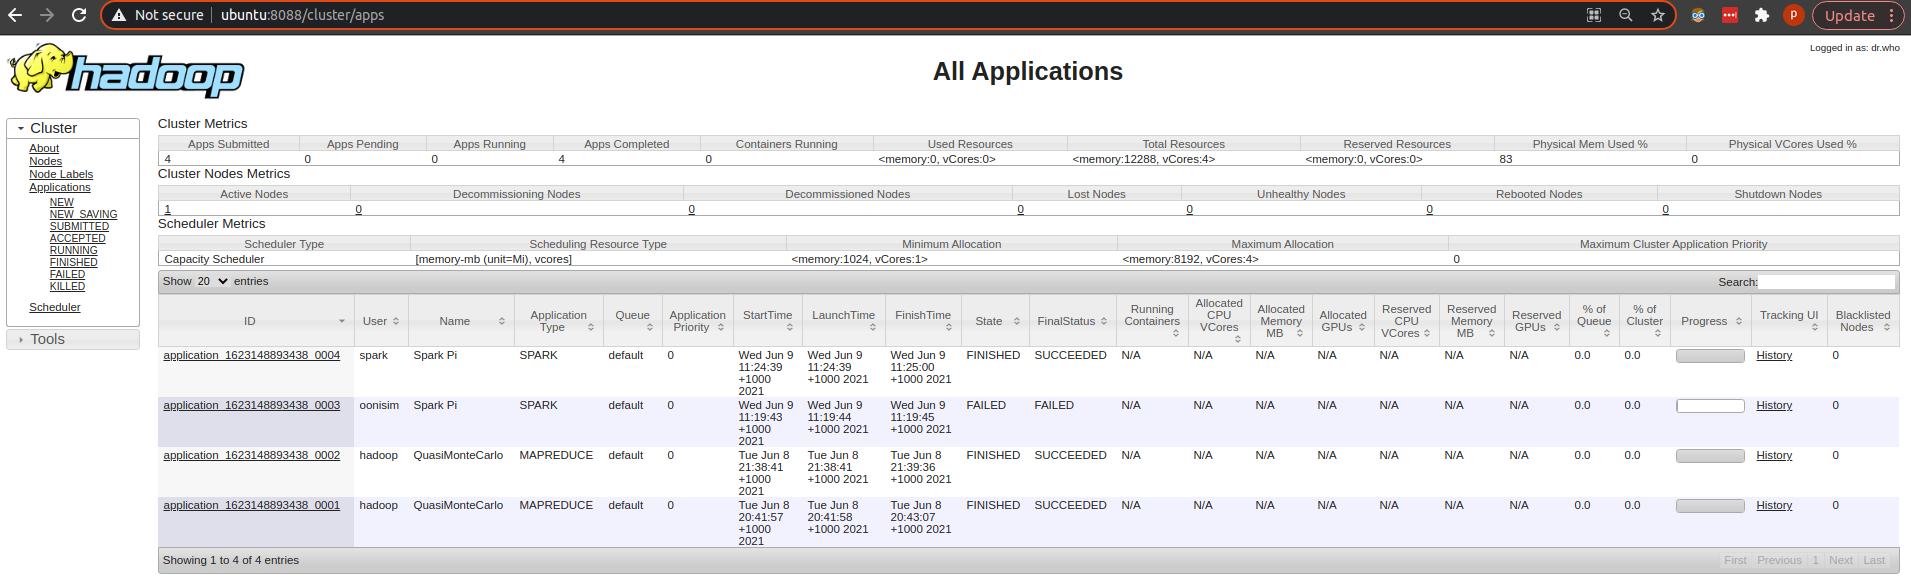 Not secure | ubuntu:8088/cluster/apps
Update
Logged in as: dr.who
hadoop
All Applications
Cluster
About
Nodes
Node Labels
Applications
NEW
NEW_SAVING
SUBMITTED
ACCEPTED
RUNNING
FINISHED
FAILED
KILLED
Scheduler
Tools
Cluster Metrics
Apps Submitted Apps Pending Apps Running Apps Completed Containers Running Used Resources Total Resources Reserved Resources Physical Mem Used % Physical VCores Used %
4 0 0 4 0 <memory:0, vCores:0> <memory:12288, vCores:4> <memory:0, vCores:0> 83 0
Cluster Nodes Metrics
Active Nodes Decommissioning Nodes Decommissioned Nodes Lost Nodes Unhealthy Nodes Rebooted Nodes Shutdown Nodes
1 0 0 0 0 0 0
Scheduler Metrics
Scheduler Type Scheduling Resource Type Minimum Allocation Maximum Allocation Maximum Cluster Application Priority
Capacity Scheduler [memory-mb (unit=Mi), vcores] <memory:1024, vCores:1> <memory:8192, vCores:4> 0
Show 20 entries Search:
ID User Name Application Type Queue Application Priority StartTime LaunchTime FinishTime State FinalStatus Running Containers Allocated CPU VCores Allocated Memory MB Allocated GPUs Reserved CPU VCores Reserved Memory MB Reserved GPUs % of Queue % of Cluster Progress Tracking UI Blacklisted Nodes
application_1623148893438_0004 spark Spark Pi SPARK default 0 Wed Jun 9 11:24:39 +1000 2021 Wed Jun 9 11:24:39 +1000 2021 Wed Jun 9 11:25:00 +1000 2021 FINISHED SUCCEEDED N/A N/A N/A N/A N/A N/A N/A 0.0 0.0 History 0
application_1623148893438_0003 oonisim Spark Pi SPARK default 0 Wed Jun 9 11:19:43 +1000 2021 Wed Jun 9 11:19:44 +1000 2021 Wed Jun 9 11:19:45 +1000 2021 FAILED FAILED N/A N/A N/A N/A N/A N/A N/A 0.0 0.0 History 0
application_1623148893438_0002 hadoop QuasiMonteCarlo MAPREDUCE default 0 Tue Jun 8 21:38:41 +1000 2021 Tue Jun 8 21:38:41 +1000 2021 Tue Jun 8 21:39:36 +1000 2021 FINISHED SUCCEEDED N/A N/A N/A N/A N/A N/A N/A 0.0 0.0 History 0
application_1623148893438_0001 hadoop QuasiMonteCarlo MAPREDUCE default 0 Tue Jun 8 20:41:57 +1000 2021 Tue Jun 8 20:41:58 +1000 2021 Tue Jun 8 20:43:07 +1000 2021 FINISHED SUCCEEDED N/A N/A N/A N/A N/A N/A N/A 0.0 0.0 History 0
Showing 1 to 4 of 4 entries First Previous 1 Next Last